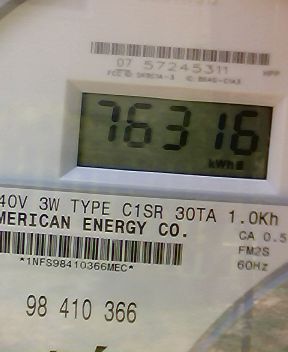 07 57245311
76316
kWh
40V 3W TYPE C1SR 30TA 1.0Kh
MERICAN ENERGY CO.
CA 0.5
*1NFS98410366MEC*
FM2S
60Hz
98 410 366